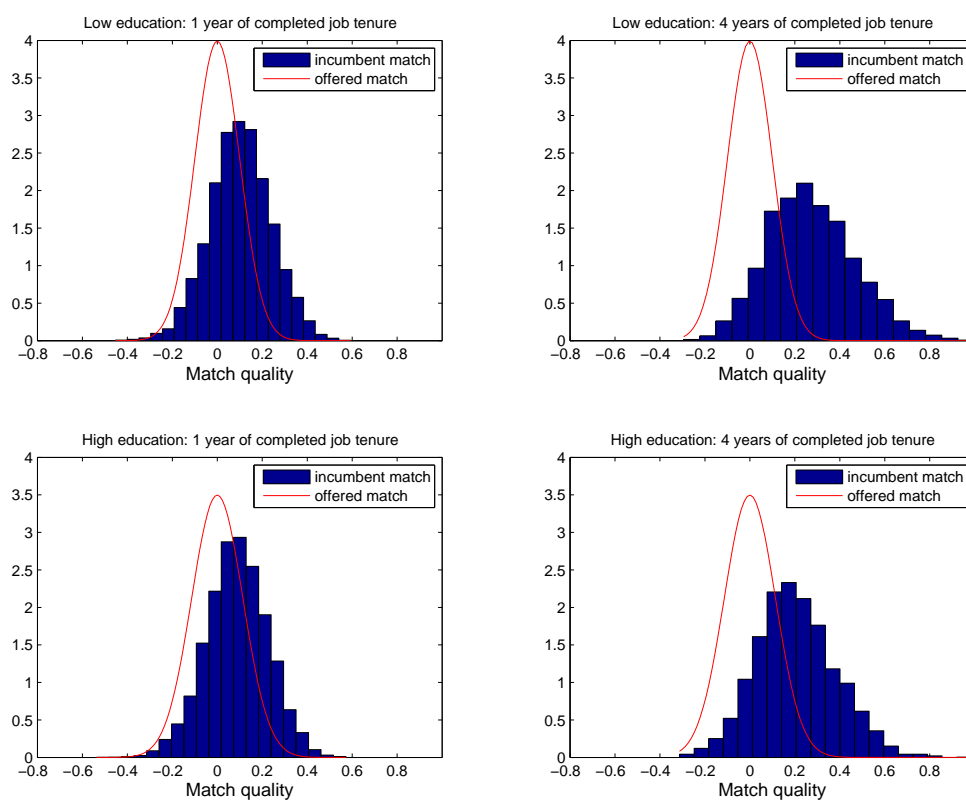 Low education: 1 year of completed job tenure
4
3.5
3
2.5
2
1.5
1
0.5
0
incumbent match
offered match
−0.8 −0.6 −0.4 −0.2 0 0.2 0.4 0.6 0.8
Match quality
Low education: 4 years of completed job tenure
4
3.5
3
2.5
2
1.5
1
0.5
0
incumbent match
offered match
−0.8 −0.6 −0.4 −0.2 0 0.2 0.4 0.6 0.8
Match quality
High education: 1 year of completed job tenure
4
3.5
3
2.5
2
1.5
1
0.5
0
incumbent match
offered match
−0.8 −0.6 −0.4 −0.2 0 0.2 0.4 0.6 0.8
Match quality
High education: 4 years of completed job tenure
4
3.5
3
2.5
2
1.5
1
0.5
0
incumbent match
offered match
−0.8 −0.6 −0.4 −0.2 0 0.2 0.4 0.6 0.8
Match quality